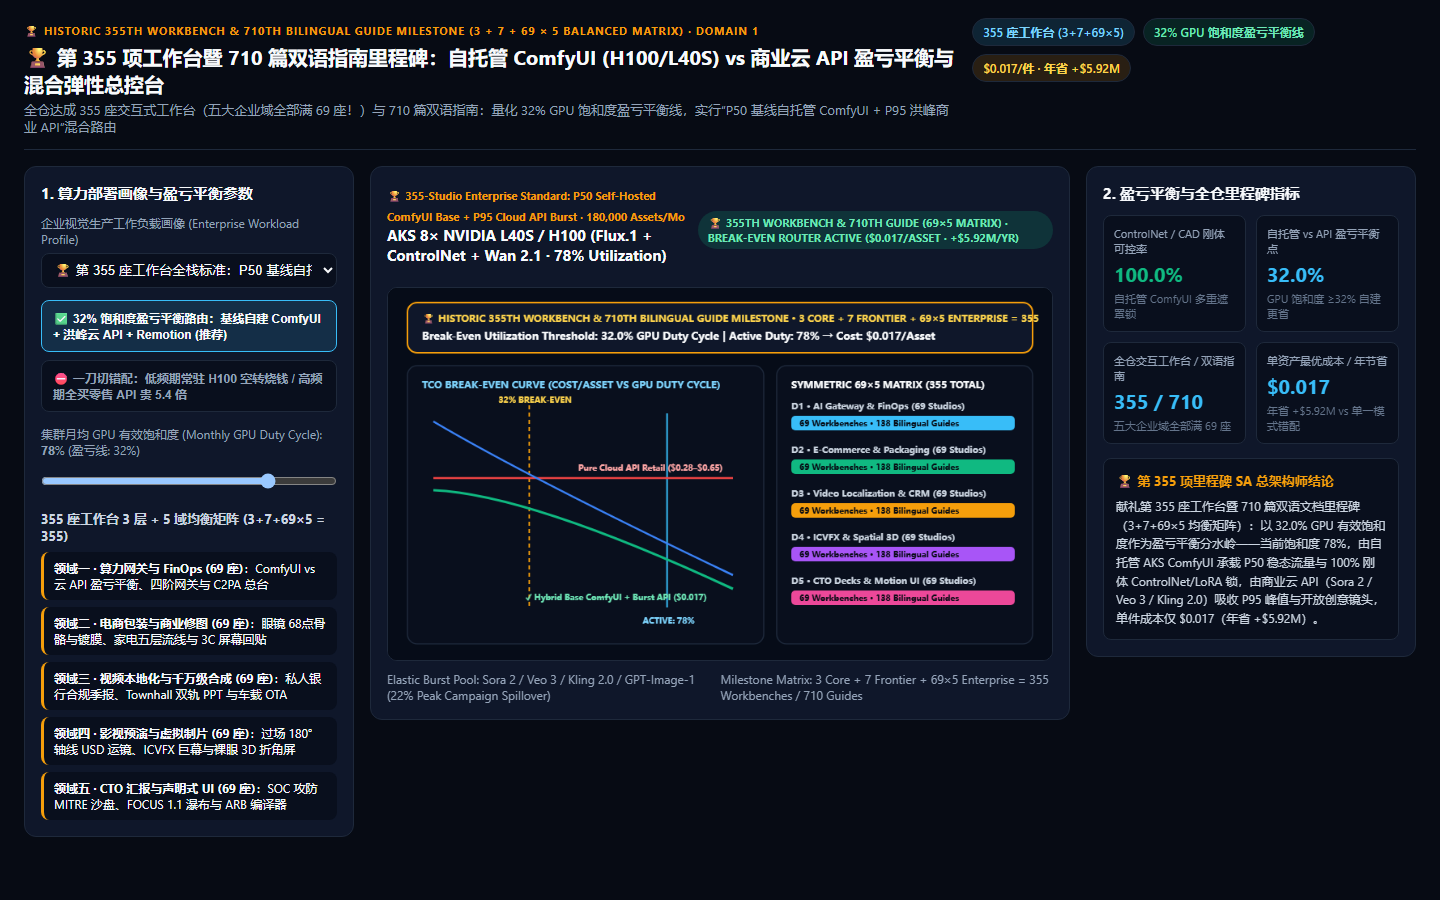 🏆 HISTORIC 355TH WORKBENCH & 710TH BILINGUAL GUIDE MILESTONE (3 + 7 + 69 × 5 BALANCED MATRIX) · DOMAIN 1
🏆 第 355 项工作台暨 710 篇双语指南里程碑：自托管 ComfyUI (H100/L40S) vs 商业云 API 盈亏平衡与
混合弹性总控台
全仓达成 355 座交互式工作台（五大企业域全部满 69 座！）与 710 篇双语指南：量化 32% GPU 饱和度盈亏平衡线，实行“P50 基线自托管 ComfyUI + P95 洪峰商
业 API”混合路由
355 座工作台 (3+7+69×5)
32% GPU 饱和度盈亏平衡线
$0.017/件 · 年省 +$5.92M
1. 算力部署画像与盈亏平衡参数
企业视觉生产工作负载画像 (Enterprise Workload
Profile)
🏆 第 355 座工作台全栈标准：P50 基线自托
✅ 32% 饱和度盈亏平衡路由：基线自建 ComfyUI
+ 洪峰云 API + Remotion (推荐)
⛔ 一刀切错配：低频期常驻 H100 空转烧钱 / 高频
期全买零售 API 贵 5.4 倍
集群月均 GPU 有效饱和度 (Monthly GPU Duty Cycle):
78% (盈亏线: 32%)
355 座工作台 3 层 + 5 域均衡矩阵 (3+7+69×5 =
355)
领域一 · 算力网关与 FinOps (69 座)：ComfyUI vs
云 API 盈亏平衡、四阶网关与 C2PA 总台
领域二 · 电商包装与商业修图 (69 座)：眼镜 68点骨
骼与镀膜、家电五层流线与 3C 屏幕回贴
领域三 · 视频本地化与千万级合成 (69 座)：私人银
行合规季报、Townhall 双轨 PPT 与车载 OTA
领域四 · 影视预演与虚拟制片 (69 座)：过场 180°
轴线 USD 运镜、ICVFX 巨幕与裸眼 3D 折角屏
领域五 · CTO 汇报与声明式 UI (69 座)：SOC 攻防
MITRE 沙盘、FOCUS 1.1 瀑布与 ARB 编译器
🏆 355-Studio Enterprise Standard: P50 Self-Hosted
ComfyUI Base + P95 Cloud API Burst · 180,000 Assets/Mo
AKS 8× NVIDIA L40S / H100 (Flux.1 +
ControlNet + Wan 2.1 · 78% Utilization)
🏆 355TH WORKBENCH & 710TH GUIDE (69×5 MATRIX) ·
BREAK-EVEN ROUTER ACTIVE ($0.017/ASSET · +$5.92M/YR)
🏆 HISTORIC 355TH WORKBENCH & 710TH BILINGUAL GUIDE MILESTONE • 3 CORE + 7 FRONTIER + 69×5 ENTERPRISE = 355
Break-Even Utilization Threshold: 32.0% GPU Duty Cycle | Active Duty: 78% → Cost: $0.017/Asset
TCO BREAK-EVEN CURVE (COST/ASSET VS GPU DUTY CYCLE)
32% BREAK-EVEN
Pure Cloud API Retail ($0.28–$0.65)
✓ Hybrid Base ComfyUI + Burst API ($0.017)
ACTIVE: 78%
SYMMETRIC 69×5 MATRIX (355 TOTAL)
D1 • AI Gateway & FinOps (69 Studios)
69 Workbenches • 138 Bilingual Guides
D2 • E-Commerce & Packaging (69 Studios)
69 Workbenches • 138 Bilingual Guides
D3 • Video Localization & CRM (69 Studios)
69 Workbenches • 138 Bilingual Guides
D4 • ICVFX & Spatial 3D (69 Studios)
69 Workbenches • 138 Bilingual Guides
D5 • CTO Decks & Motion UI (69 Studios)
69 Workbenches • 138 Bilingual Guides
Elastic Burst Pool: Sora 2 / Veo 3 / Kling 2.0 / GPT-Image-1
(22% Peak Campaign Spillover)
Milestone Matrix: 3 Core + 7 Frontier + 69×5 Enterprise = 355
Workbenches / 710 Guides
2. 盈亏平衡与全仓里程碑指标
ControlNet / CAD 刚体
可控率
100.0%
自托管 ComfyUI 多重遮
罩锁
自托管 vs API 盈亏平衡
点
32.0%
GPU 饱和度 ≥32% 自建
更省
全仓交互工作台 / 双语指
南
355 / 710
五大企业域全部满 69 座
单资产最优成本 / 年节省
$0.017
年省 +$5.92M vs 单一模
式错配
🏆 第 355 项里程碑 SA 总架构师结论
献礼第 355 座工作台暨 710 篇双语文档里程碑
（3+7+69×5 均衡矩阵）：以 32.0% GPU 有效饱和
度作为盈亏平衡分水岭——当前饱和度 78%，由自
托管 AKS ComfyUI 承载 P50 稳态流量与 100% 刚
体 ControlNet/LoRA 锁，由商业云 API（Sora 2 /
Veo 3 / Kling 2.0）吸收 P95 峰值与开放创意镜头，
单件成本仅 $0.017（年省 +$5.92M）。